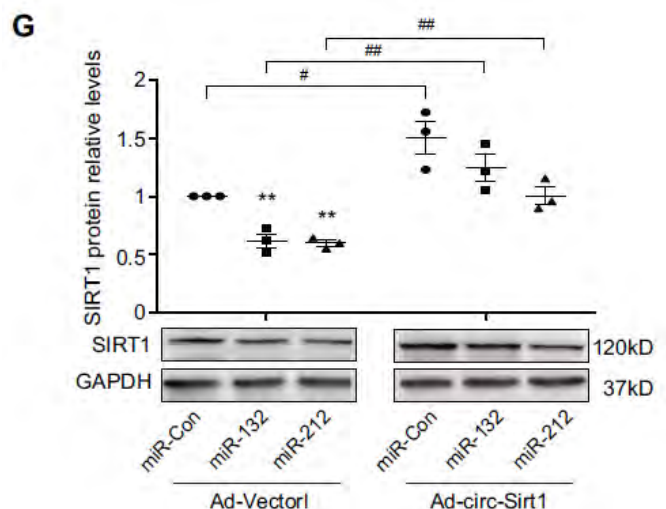 G
##
##
#
SIRT1 protein relative levels
2
1.5
1
0.5
0
** **
SIRT1 120kD
GAPDH 37kD
miR-Con miR-132 miR-212 miR-Con miR-132 miR-212
Ad-VectorI Ad-circ-Sirt1